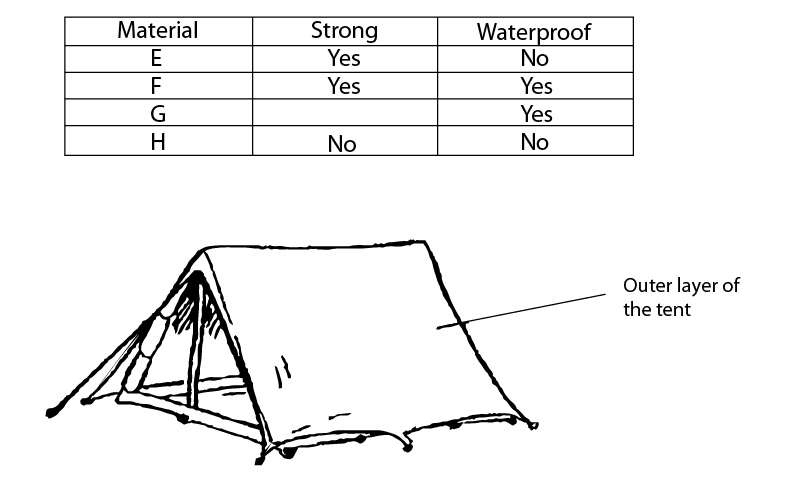 Material Strong Waterproof
E Yes No
F Yes Yes
G Yes
H No No
Outer layer of
the tent